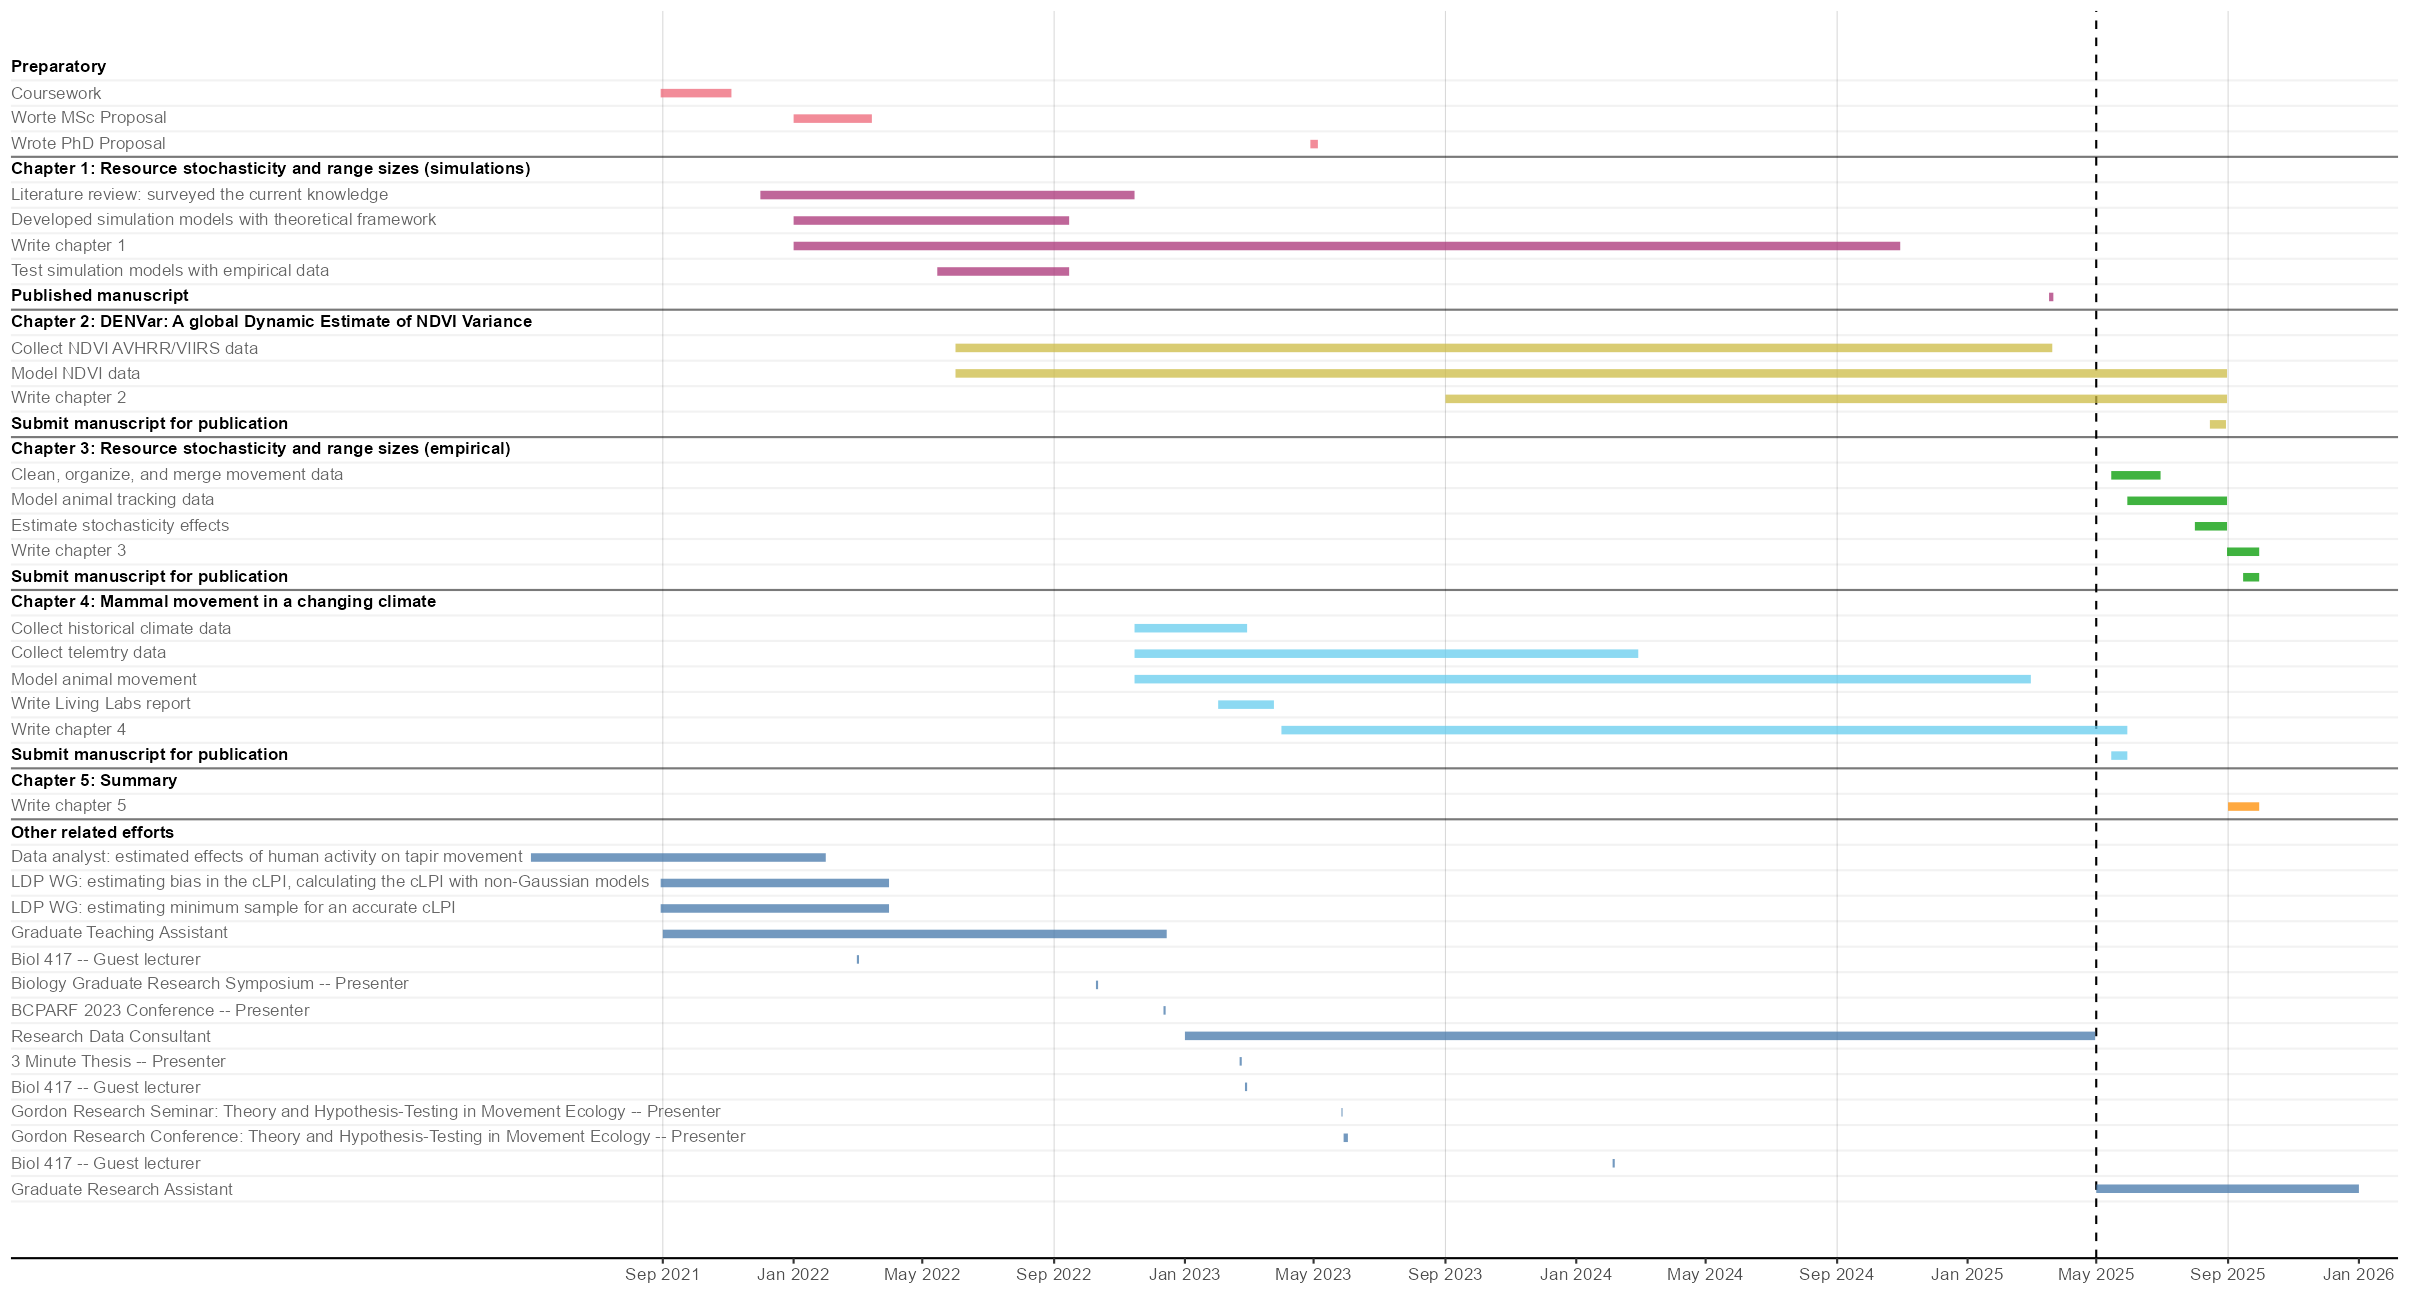 Preparatory
Coursework
Worte MSc Proposal
Wrote PhD Proposal
Chapter 1: Resource stochasticity and range sizes (simulations)
Literature review: surveyed the current knowledge
Developed simulation models with theoretical framework
Write chapter 1
Test simulation models with empirical data
Published manuscript
Chapter 2: DENVar: A global Dynamic Estimate of NDVI Variance
Collect NDVI AVHRR/VIIRS data
Model NDVI data
Write chapter 2
Submit manuscript for publication
Chapter 3: Resource stochasticity and range sizes (empirical)
Clean, organize, and merge movement data
Model animal tracking data
Estimate stochasticity effects
Write chapter 3
Submit manuscript for publication
Chapter 4: Mammal movement in a changing climate
Collect historical climate data
Collect telemtry data
Model animal movement
Write Living Labs report
Write chapter 4
Submit manuscript for publication
Chapter 5: Summary
Write chapter 5
Other related efforts
Data analyst: estimated effects of human activity on tapir movement
LDP WG: estimating bias in the cLPI, calculating the cLPI with non-Gaussian models
LDP WG: estimating minimum sample for an accurate cLPI
Graduate Teaching Assistant
Biol 417 -- Guest lecturer
Biology Graduate Research Symposium -- Presenter
BCPARF 2023 Conference -- Presenter
Research Data Consultant
3 Minute Thesis -- Presenter
Biol 417 -- Guest lecturer
Gordon Research Seminar: Theory and Hypothesis-Testing in Movement Ecology -- Presenter
Gordon Research Conference: Theory and Hypothesis-Testing in Movement Ecology -- Presenter
Biol 417 -- Guest lecturer
Graduate Research Assistant
Sep 2021 Jan 2022 May 2022 Sep 2022 Jan 2023 May 2023 Sep 2023 Jan 2024 May 2024 Sep 2024 Jan 2025 May 2025 Sep 2025 Jan 2026